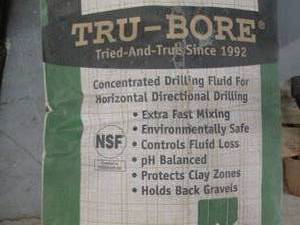 TRU-BORE®
Tried-And-True Since 1992
Concentrated Drilling Fluid For
Horizontal Directional Drilling
• Extra Fast Mixing
• Environmentally Safe
• Controls Fluid Loss
• pH Balanced
• Protects Clay Zones
• Holds Back Gravels
NSF